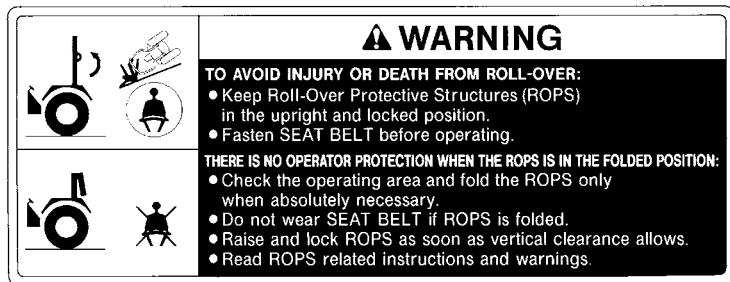 WARNING
TO AVOID INJURY OR DEATH FROM ROLL-OVER:
• Keep Roll-Over Protective Structures (ROPS)
in the upright and locked position.
• Fasten SEAT BELT before operating.
THERE IS NO OPERATOR PROTECTION WHEN THE ROPS IS IN THE FOLDED POSITION:
• Check the operating area and fold the ROPS only
when absolutely necessary.
• Do not wear SEAT BELT if ROPS is folded.
• Raise and lock ROPS as soon as vertical clearance allows.
• Read ROPS related instructions and warnings.